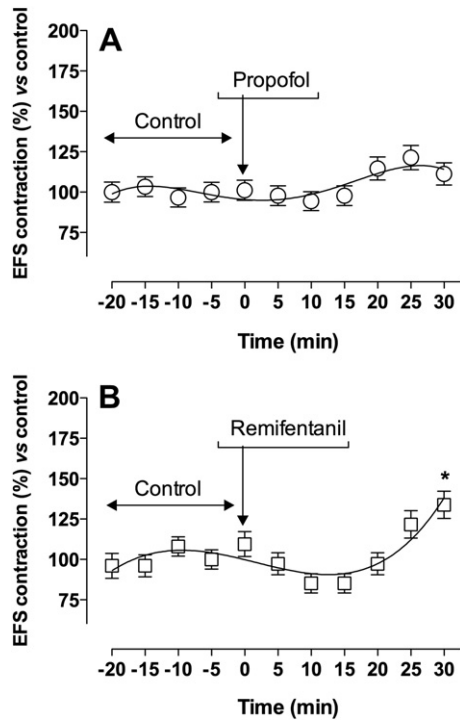 A
EFS contraction (%) vs control
200
175
150
125
100
75
Propofol
Control
-20 -15 -10 -5 0 5 10 15 20 25 30
Time (min)
B
EFS contraction (%) vs control
200
175
150
125
100
75
Remifentanil
Control
*
-20 -15 -10 -5 0 5 10 15 20 25 30
Time (min)